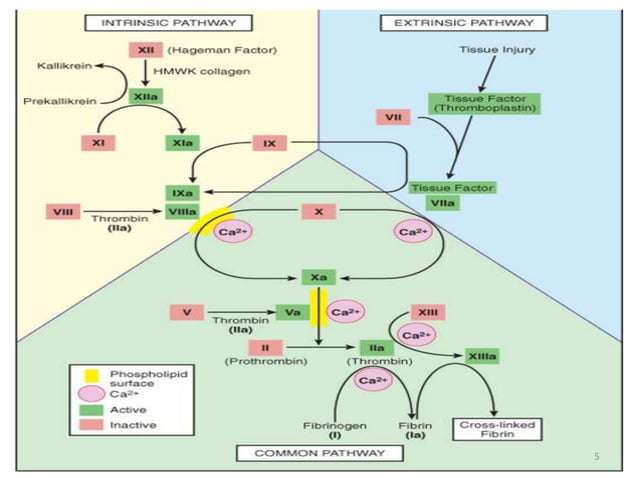 INTRINSIC PATHWAY
EXTRINSIC PATHWAY
XII (Hageman Factor)
Kallikrein
HMWK collagen
Prekallikrein
XIIa
XI
XIa
IX
Tissue Injury
Tissue Factor
(Thromboplastin)
VII
Tissue Factor
VIIa
IXa
VIII
Thrombin
(IIa)
VIIIa
X
Ca2+
Ca2+
Xa
V
Thrombin
(IIa)
Va
Ca2+
XIII
Ca2+
II
(Prothrombin)
IIa
(Thrombin)
XIIIa
Ca2+
Fibrinogen
(I)
Fibrin
(Ia)
Cross-linked
Fibrin
Phospholipid
surface
Ca2+
Active
Inactive
COMMON PATHWAY
5